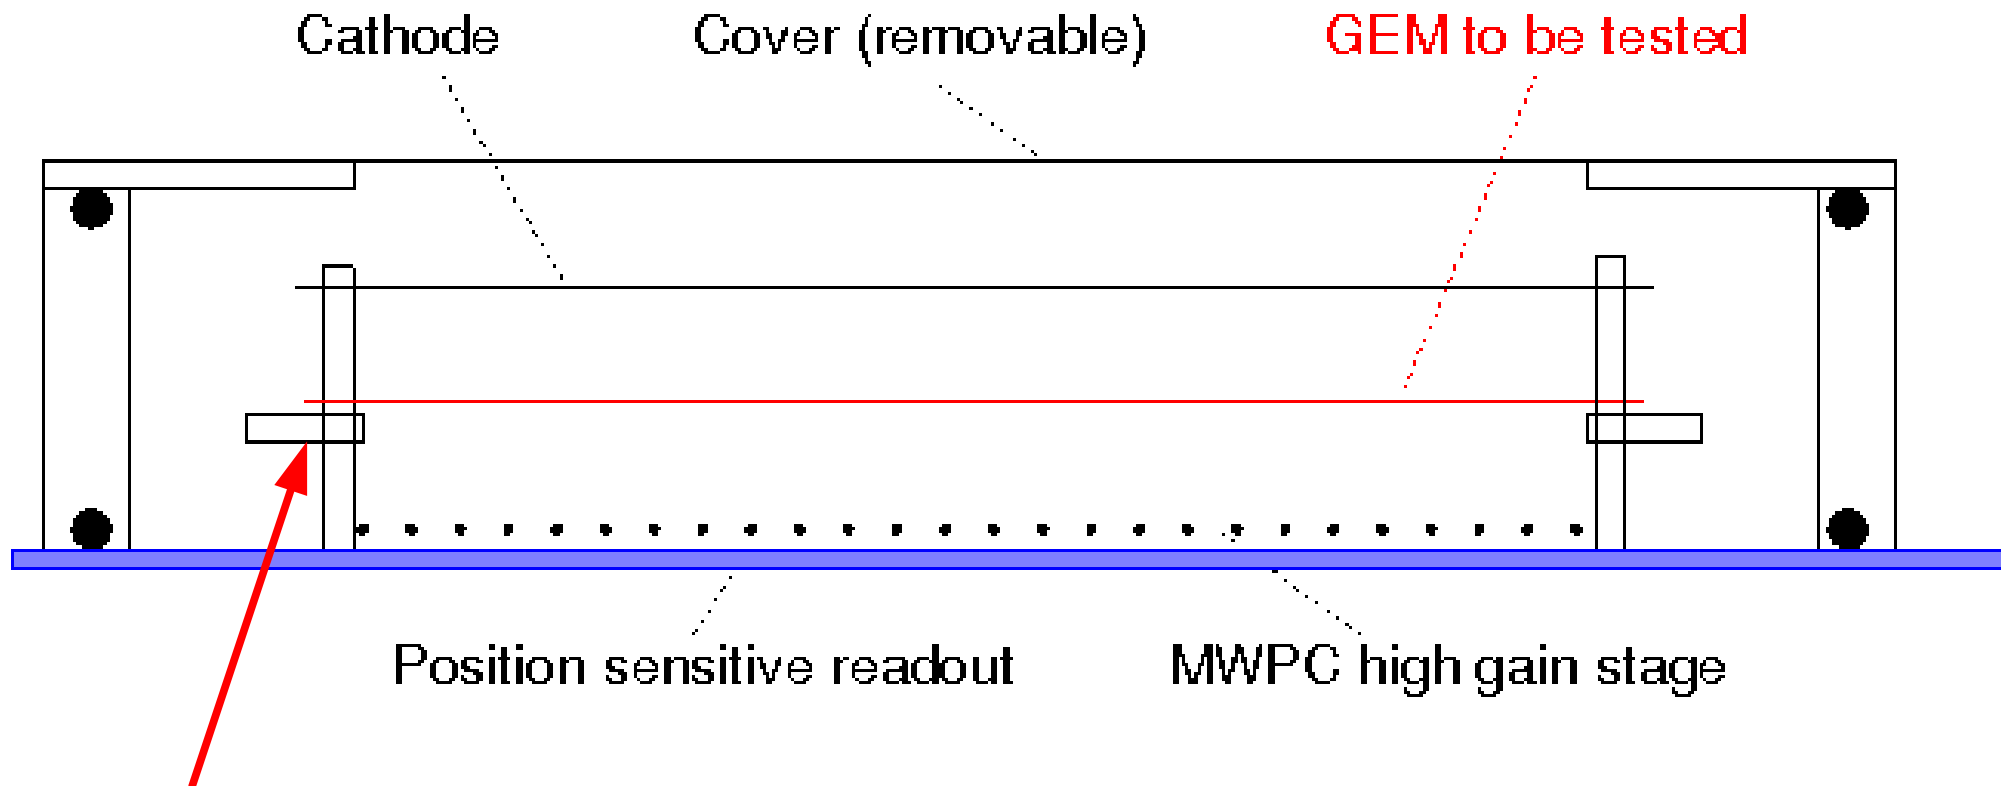 Cathode
Cover (removable)
GEM to be tested
Position sensitive readout
MWPC high gain stage